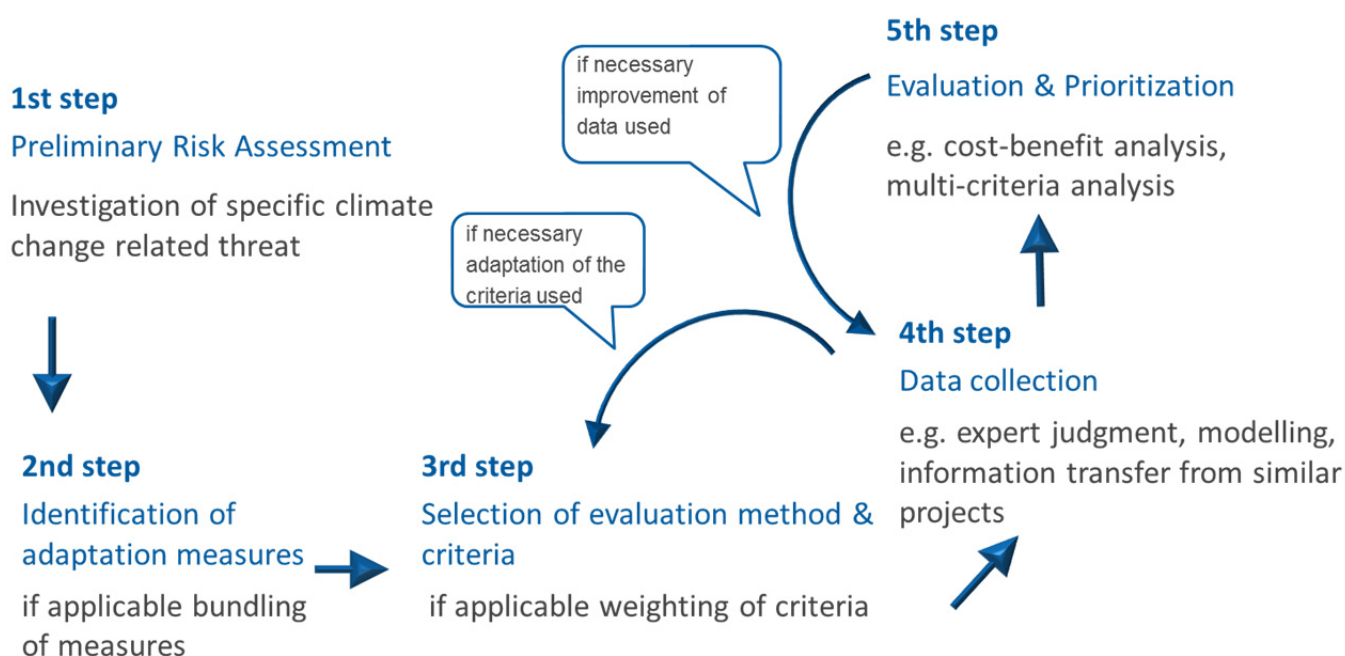 1st step
Preliminary Risk Assessment
Investigation of specific climate
change related threat
2nd step
Identification of
adaptation measures
if applicable bundling
of measures
3rd step
Selection of evaluation method &
criteria
if applicable weighting of criteria
if necessary
adaptation of the
criteria used
4th step
Data collection
e.g. expert judgment, modelling,
information transfer from similar
projects
if necessary
improvement of
data used
5th step
Evaluation & Prioritization
e.g. cost-benefit analysis,
multi-criteria analysis